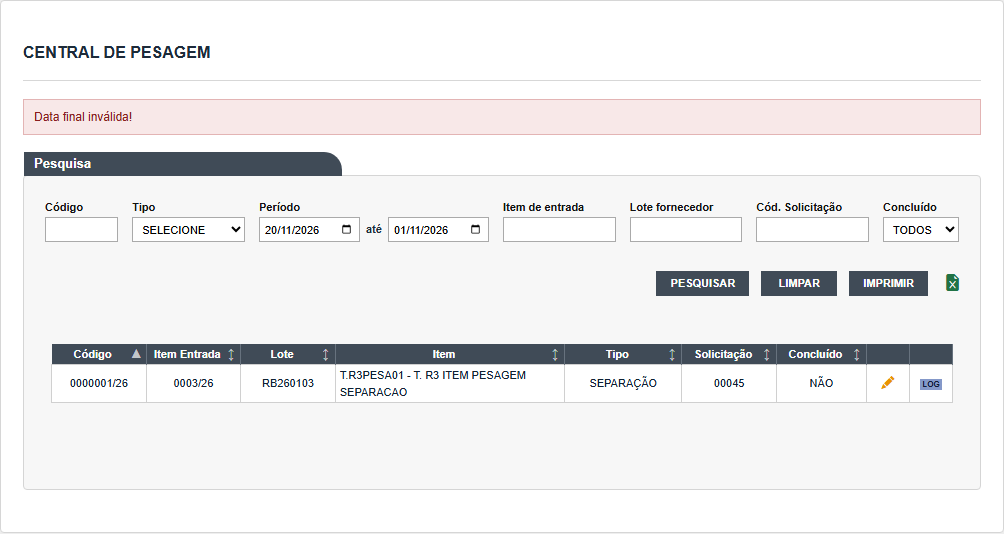 CENTRAL DE PESAGEM
Data final inválida!
Pesquisa
Código Tipo Período Item de entrada Lote fornecedor Cód. Solicitação Concluído
SELECIONE 20/11/2026 até 01/11/2026 TODOS
PESQUISAR LIMPAR IMPRIMIR
Código Item Entrada Lote Item Tipo Solicitação Concluído
0000001/26 0003/26 RB260103 T.R3PESA01 - T. R3 ITEM PESAGEM SEPARAÇÃO 00045 NÃO LOG
SEPARACAO